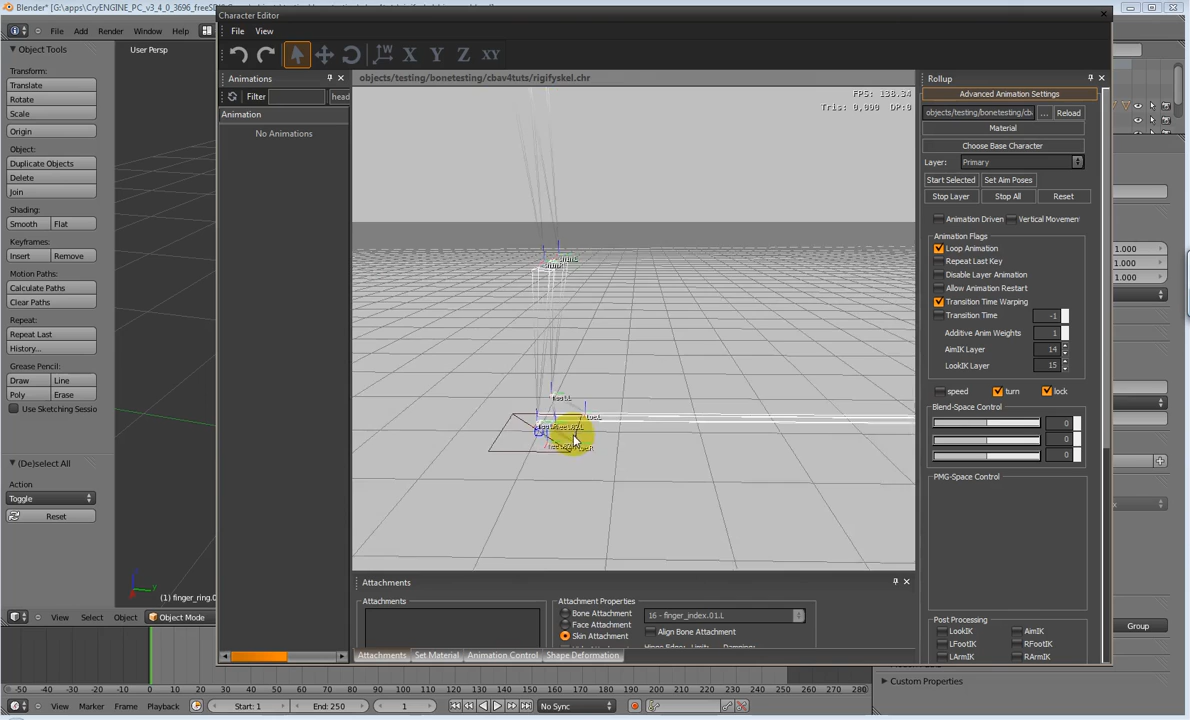 Blender* [G:\apps\CryENGINE_PC_v3_4_0_3696_freeSDK\
Character Editor
File Add Render Window Help
File View
Object Tools
Transform:
Translate
Rotate
Scale
Origin
Object:
Duplicate Objects
Delete
Join
Shading:
Smooth Flat
Keyframes:
Insert Remove
Motion Paths:
Calculate Paths
Clear Paths
Repeat:
Repeat Last
History...
Grease Pencil:
Draw Line
Poly Erase
Use Sketching Sessio
(De)select All
Action
Toggle
Reset
User Persp
(1) finger_ring.0
View Select Object Object Mode
Animations
Filter head
Animation
No Animations
objects/testing/bonetesting/cbav4tuts/rigifyskel.chr
FPS: 138.34
Tris: 0,000 DP:0
Attachments
Attachments
Attachment Properties
Bone Attachment
Face Attachment
Skin Attachment
16 - finger_index.01.L
Align Bone Attachment
Attachments Set Material Animation Control Shape Deformation
Rollup
Advanced Animation Settings
objects/testing/bonetesting/cb ... Reload
Material
Choose Base Character
Layer: Primary
Start Selected Set Aim Poses
Stop Layer Stop All Reset
Animation Driven Vertical Movement
Animation Flags
Loop Animation
Repeat Last Key
Disable Layer Animation
Allow Animation Restart
Transition Time Warping
Transition Time -1
Additive Anim Weights 1
AimIK Layer 14
LookIK Layer 15
speed turn lock
Blend-Space Control
0
0
0
PMG-Space Control
Post Processing
LookIK AimIK
LFootIK RFootIK
LArmIK RArmIK
1.000
1.000
1.000
Group
Custom Properties
-50 -40 -30 -20 -10 0 10 20 30 40 50 60 70 80 90 100 110 120 130 140 150 160 170 180 190 200 210 220 230 240 250 260 270 280
View Marker Frame Playback Start: 1 End: 250 1 No Sync